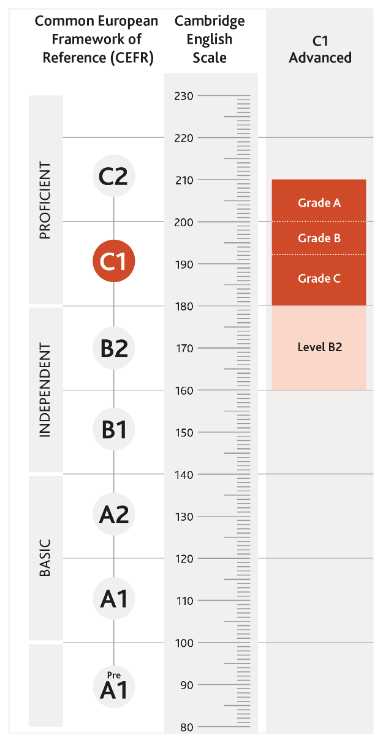 Common European
Framework of
Reference (CEFR)
Cambridge
English
Scale
C1
Advanced
PROFICIENT
INDEPENDENT
BASIC
C2
C1
B2
B1
A2
A1
Pre
A1
230
220
210
200
190
180
170
160
150
140
130
120
110
100
90
80
Grade A
Grade B
Grade C
Level B2